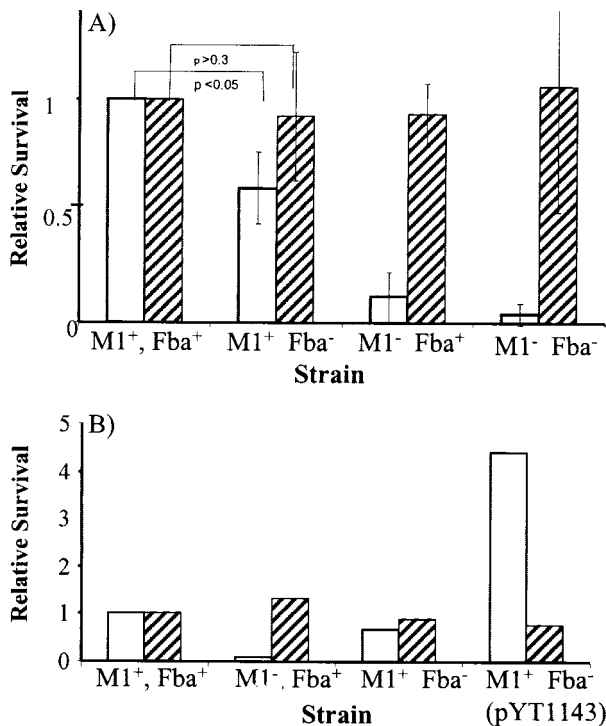 A)
p >0.3
p <0.05
Relative Survival
1
0.5
0
M1⁺, Fba⁺ M1⁺ Fba⁻ M1⁻ Fba⁺ M1⁻ Fba⁻
Strain
B)
Relative Survival
5
4
3
2
1
0
M1⁺, Fba⁺ M1⁻, Fba⁺ M1⁺ Fba⁻ M1⁺ Fba⁻
(pYT1143)
Strain